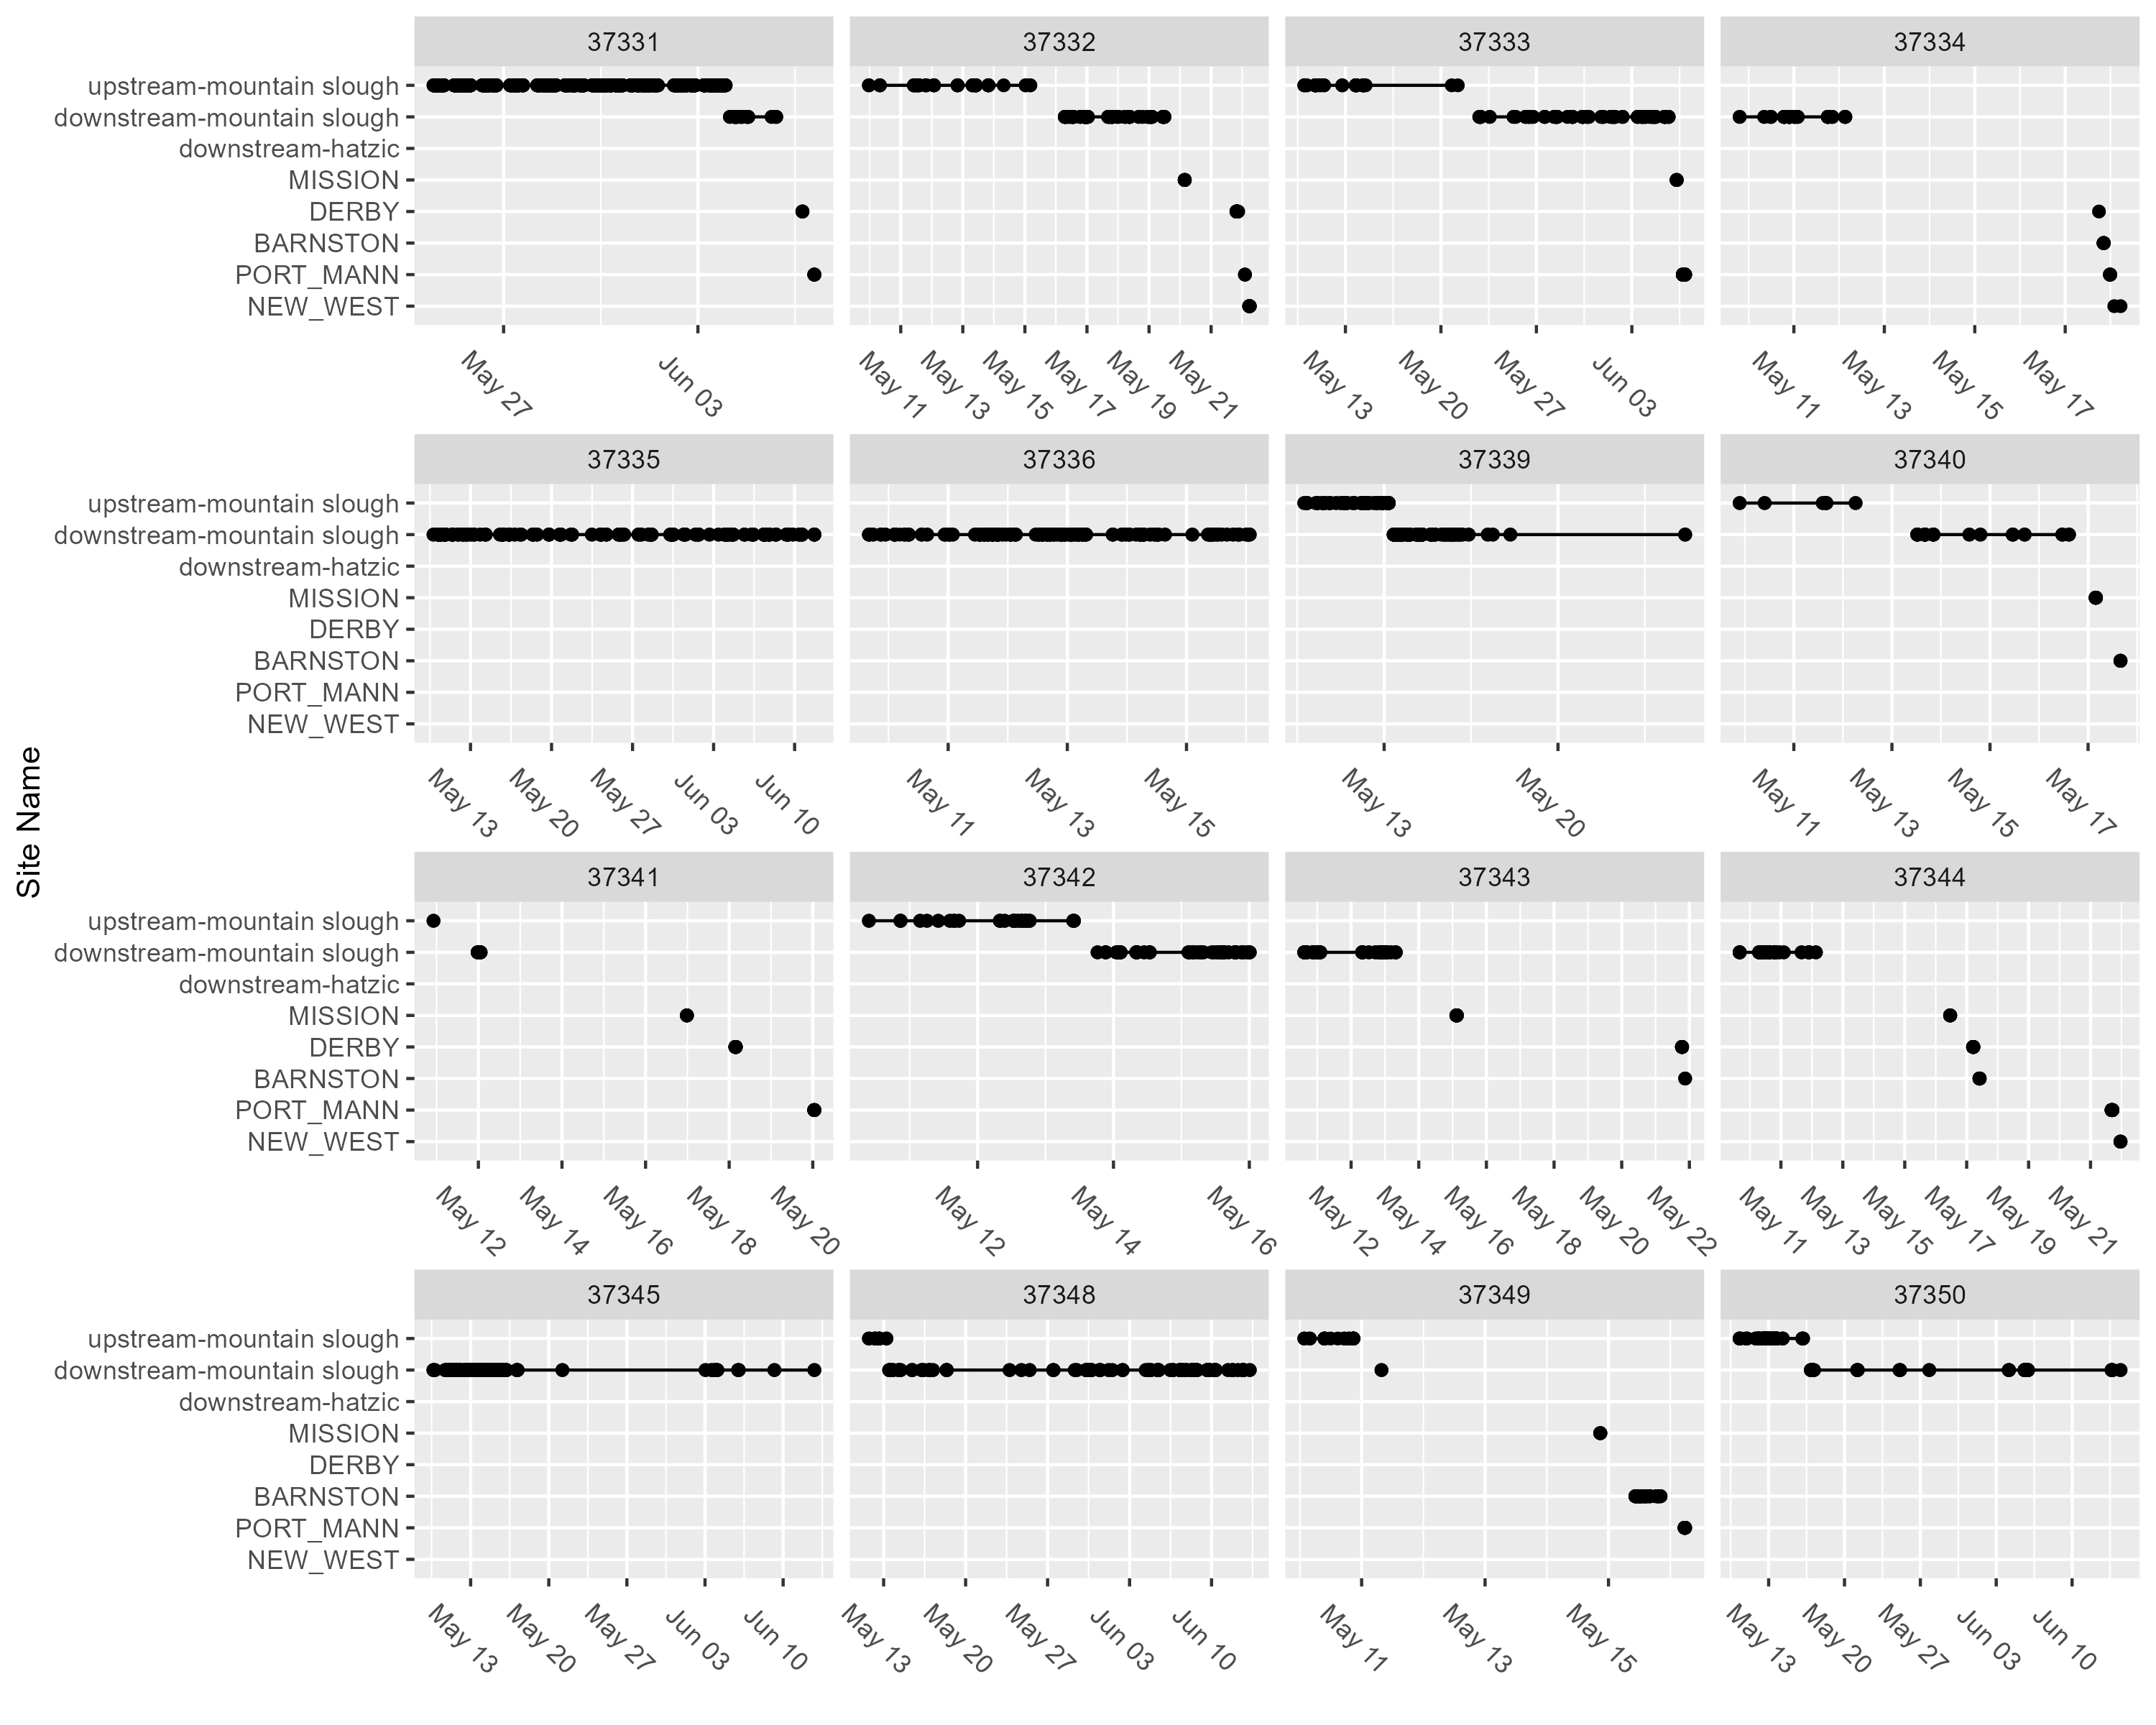 37331 37332 37333 37334
upstream-mountain slough
downstream-mountain slough
downstream-hatzic
MISSION
DERBY
BARNSTON
PORT_MANN
NEW_WEST
May 27 Jun 03 May 11 May 13 May 15 May 17 May 19 May 21 May 13 May 20 May 27 Jun 03 May 11 May 13 May 15 May 17
37335 37336 37339 37340
upstream-mountain slough
downstream-mountain slough
downstream-hatzic
MISSION
DERBY
BARNSTON
PORT_MANN
NEW_WEST
May 13 May 20 May 27 Jun 03 Jun 10 May 11 May 13 May 15 May 13 May 20 May 11 May 13 May 15 May 17
Site Name
37341 37342 37343 37344
upstream-mountain slough
downstream-mountain slough
downstream-hatzic
MISSION
DERBY
BARNSTON
PORT_MANN
NEW_WEST
May 12 May 14 May 16 May 18 May 20 May 12 May 14 May 16 May 12 May 14 May 16 May 18 May 20 May 22 May 11 May 13 May 15 May 17 May 19 May 21
37345 37348 37349 37350
upstream-mountain slough
downstream-mountain slough
downstream-hatzic
MISSION
DERBY
BARNSTON
PORT_MANN
NEW_WEST
May 13 May 20 May 27 Jun 03 Jun 10 May 13 May 20 May 27 Jun 03 Jun 10 May 11 May 13 May 15 May 13 May 20 May 27 Jun 03 Jun 10